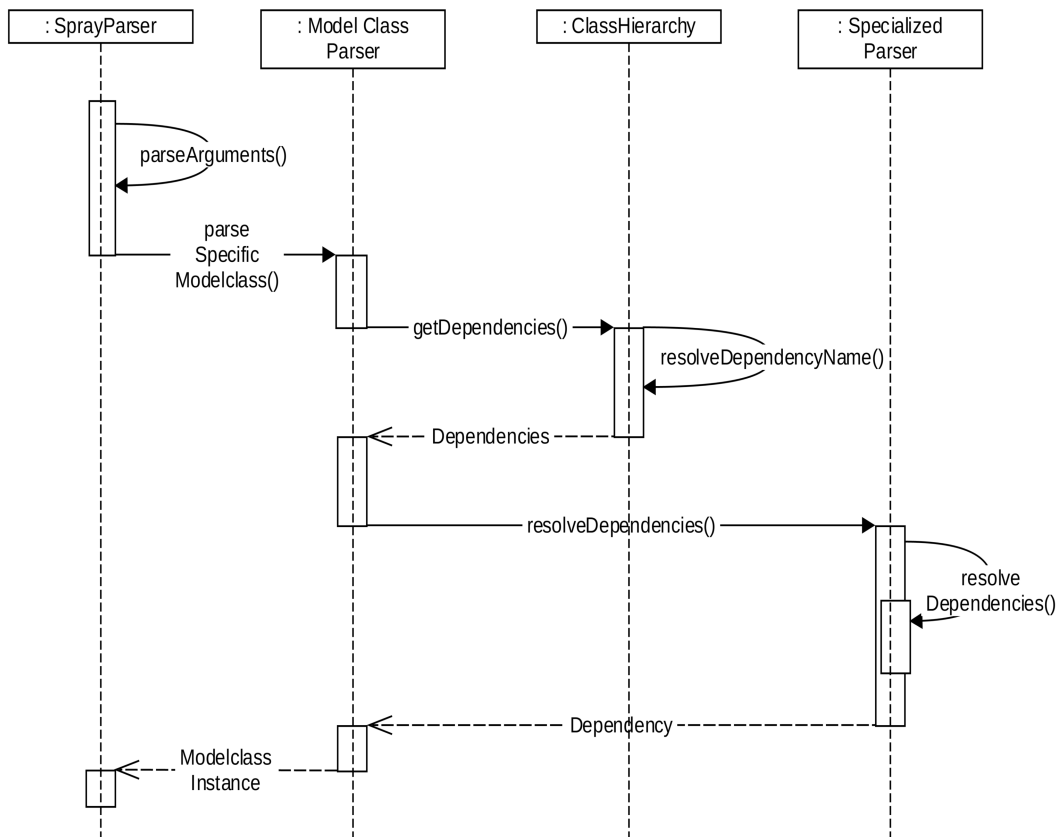 : SprayParser
: Model Class
Parser
: ClassHierarchy
: Specialized
Parser
parseArguments()
parse
Specific
Modelclass()
getDependencies()
resolveDependencyName()
Dependencies
resolveDependencies()
resolve
Dependencies()
Dependency
Modelclass
Instance